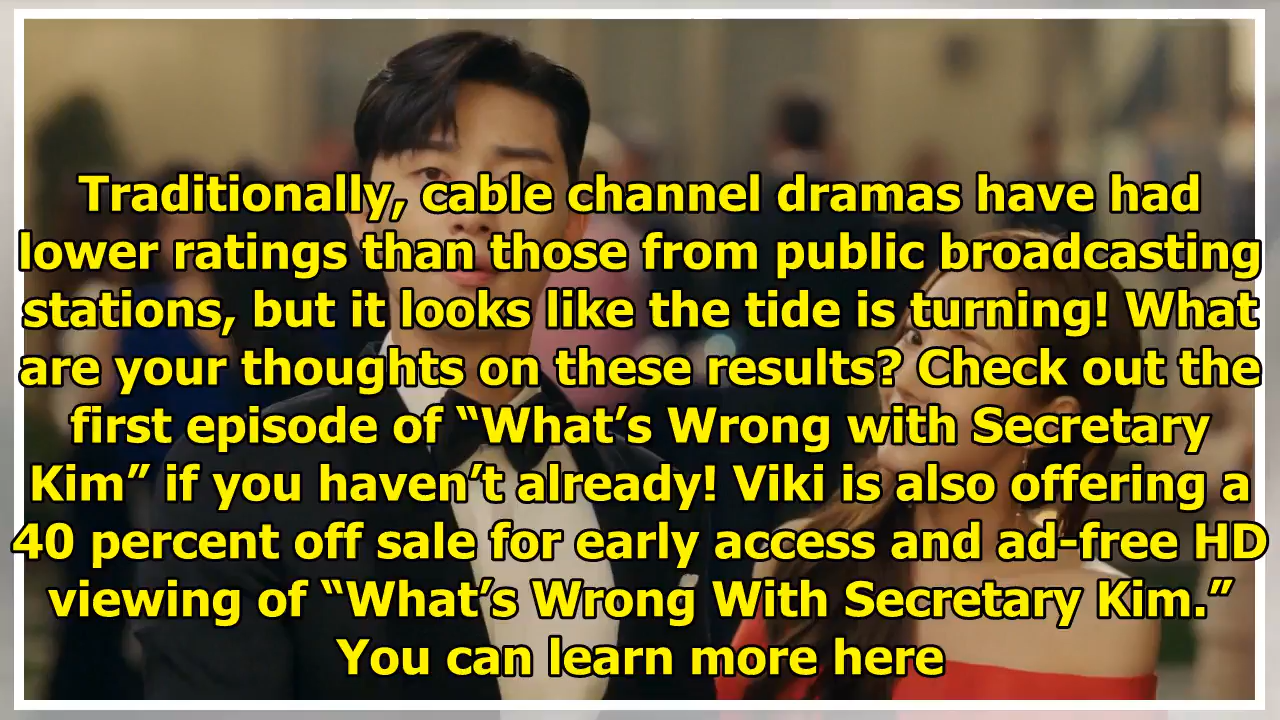 Traditionally, cable channel dramas have had
lower ratings than those from public broadcasting
stations, but it looks like the tide is turning! What
are your thoughts on these results? Check out the
first episode of “What’s Wrong with Secretary
Kim” if you haven’t already! Viki is also offering a
40 percent off sale for early access and ad-free HD
viewing of “What’s Wrong With Secretary Kim.”
You can learn more here